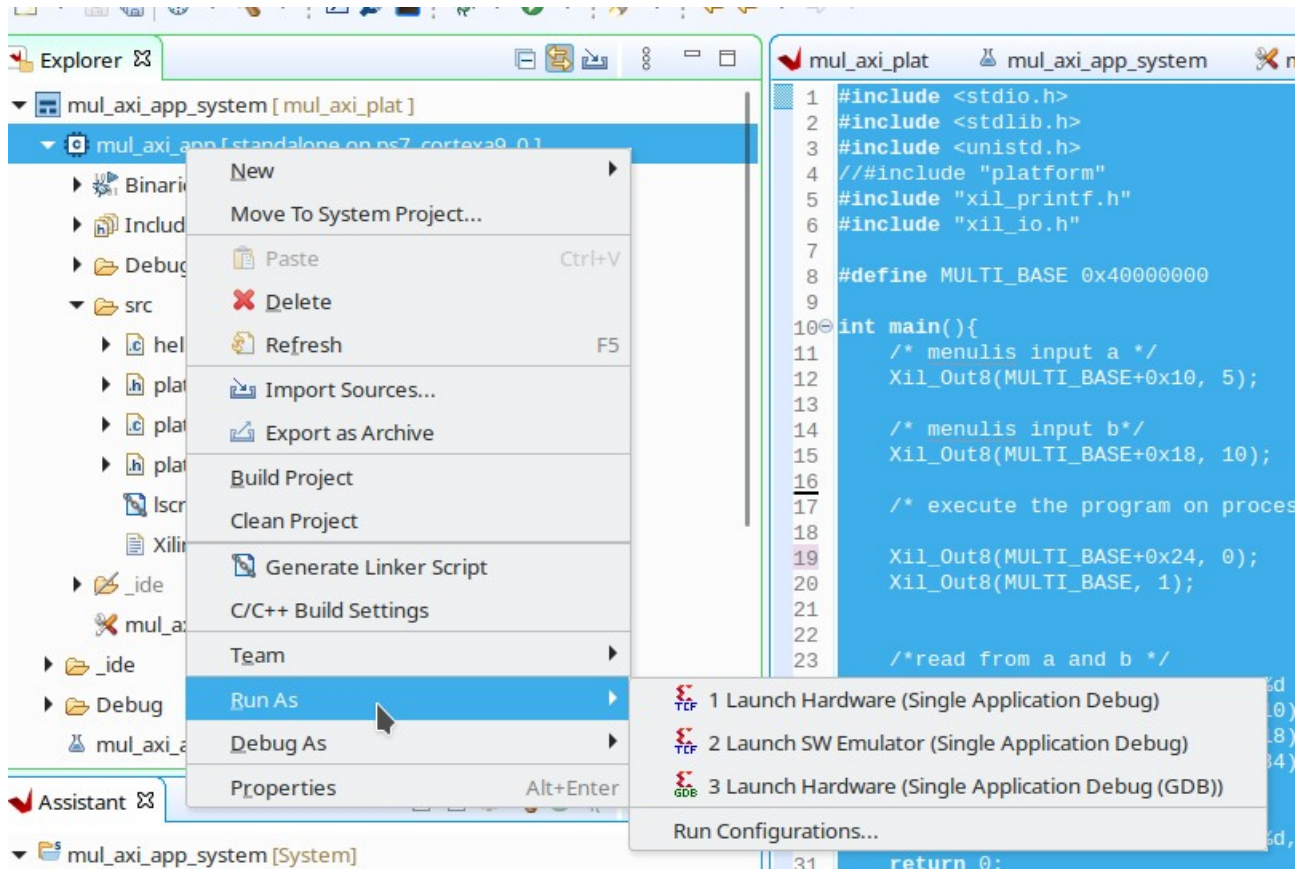 Explorer
mul_axi_app_system [ mul_axi_plat ]
mul_axi_app [ standalone on ps7_cortexa9_0 ]
Binari
Includ
Debug
src
hel
plat
plat
plat
lscr
Xilin
_ide
mul_ax
_ide
Debug
mul_axi_a
Assistant
mul_axi_app_system [System]
New
Move To System Project...
Paste Ctrl+V
Delete
Refresh F5
Import Sources...
Export as Archive
Build Project
Clean Project
Generate Linker Script
C/C++ Build Settings
Team
Run As
Debug As
Properties Alt+Enter
TCF 1 Launch Hardware (Single Application Debug)
TCF 2 Launch SW Emulator (Single Application Debug)
GDB 3 Launch Hardware (Single Application Debug (GDB))
Run Configurations...
mul_axi_plat mul_axi_app_system
1 #include <stdio.h>
2 #include <stdlib.h>
3 #include <unistd.h>
4 //#include "platform"
5 #include "xil_printf.h"
6 #include "xil_io.h"
7
8 #define MULTI_BASE 0x40000000
9
10 int main(){
11 /* menulis input a */
12 Xil_Out8(MULTI_BASE+0x10, 5);
13
14 /* menulis input b*/
15 Xil_Out8(MULTI_BASE+0x18, 10);
16
17 /* execute the program on proces
18
19 Xil_Out8(MULTI_BASE+0x24, 0);
20 Xil_Out8(MULTI_BASE, 1);
21
22
23 /*read from a and b */
%d
10)
18)
34)
%d,
31 return 0;